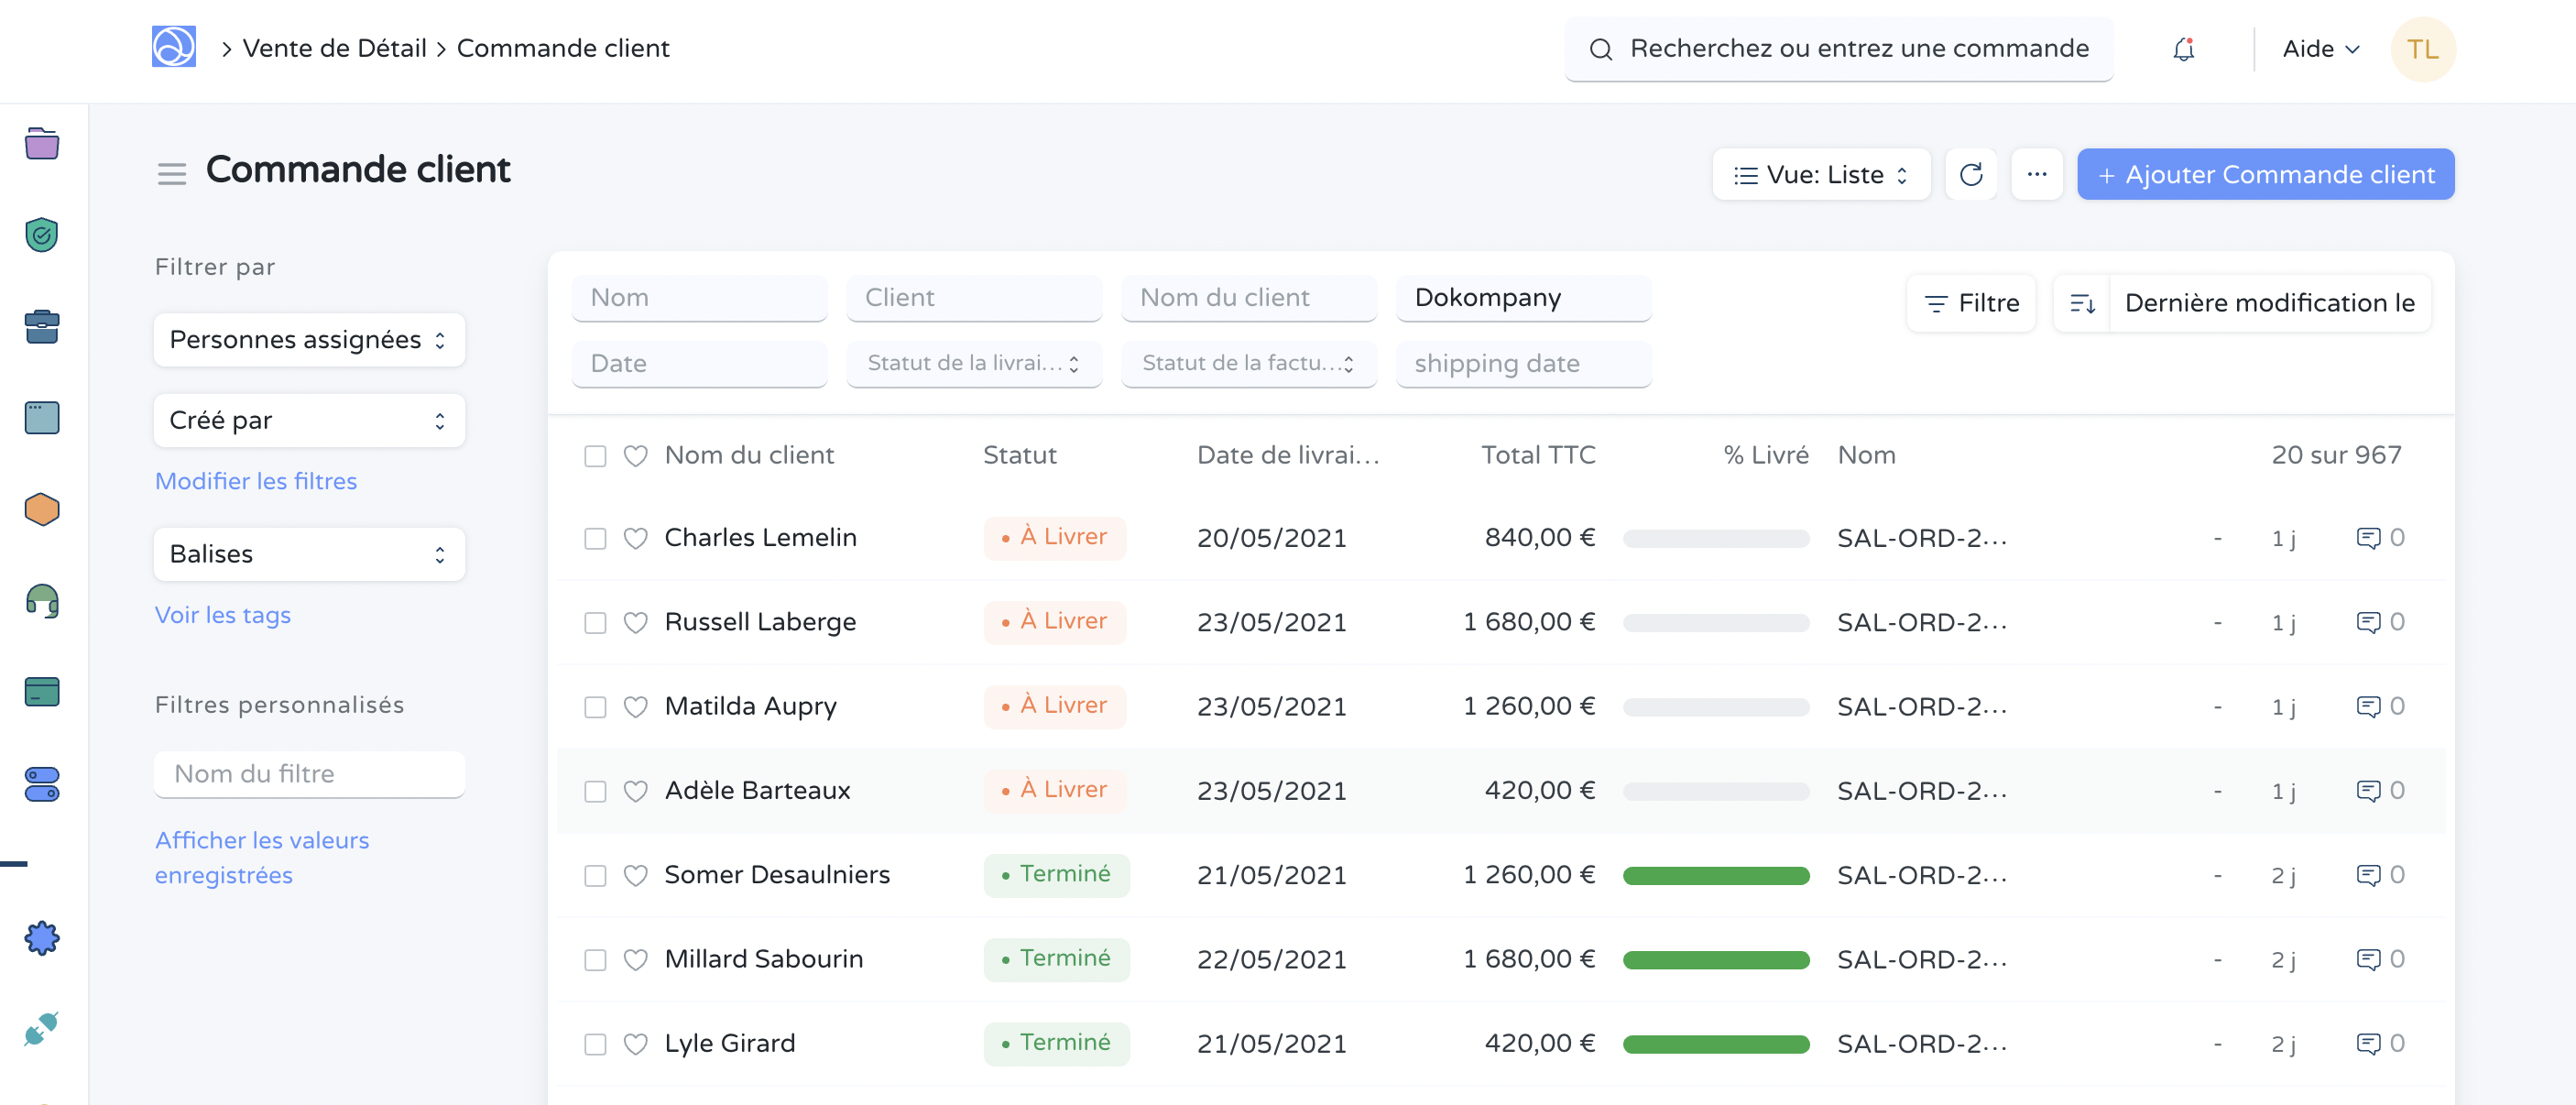 Vente de Détail
Commande client
Recherchez ou entrez une commande
Aide
TL
Commande client
Vue: Liste
...
+ Ajouter Commande client
Filtrer par
Personnes assignées
Créé par
Modifier les filtres
Balises
Voir les tags
Filtres personnalisés
Nom du filtre
Afficher les valeurs
enregistrées
Nom Client Nom du client Dokompany
Filtre
Dernière modification le
Date Statut de la livrai... Statut de la factu... shipping date
Nom du client Statut Date de livrai... Total TTC % Livré Nom 20 sur 967
Charles Lemelin • À Livrer 20/05/2021 840,00 € SAL-ORD-2... - 1 j 0
Russell Laberge • À Livrer 23/05/2021 1 680,00 € SAL-ORD-2... - 1 j 0
Matilda Aupry • À Livrer 23/05/2021 1 260,00 € SAL-ORD-2... - 1 j 0
Adèle Barteaux • À Livrer 23/05/2021 420,00 € SAL-ORD-2... - 1 j 0
Somer Desaulniers • Terminé 21/05/2021 1 260,00 € SAL-ORD-2... - 2 j 0
Millard Sabourin • Terminé 22/05/2021 1 680,00 € SAL-ORD-2... - 2 j 0
Lyle Girard • Terminé 21/05/2021 420,00 € SAL-ORD-2... - 2 j 0